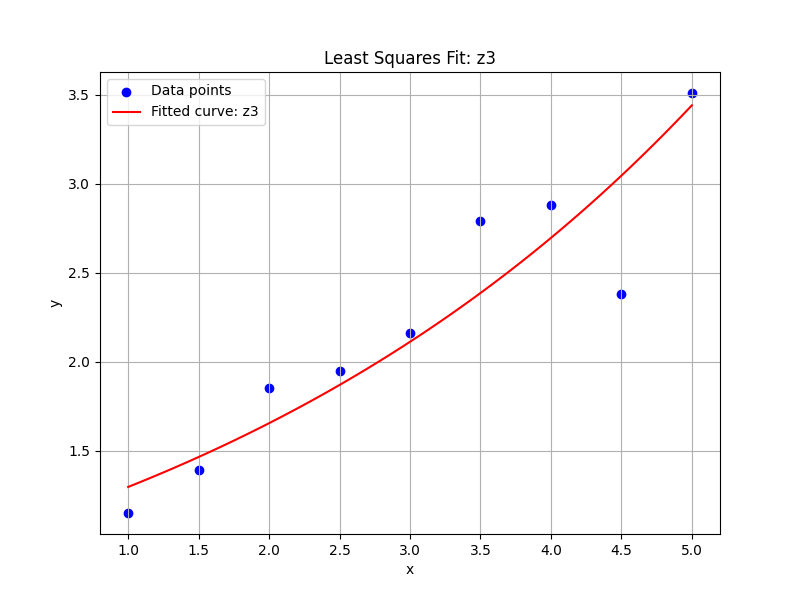 Least Squares Fit: z3
Data points
Fitted curve: z3
3.5
3.0
2.5
2.0
1.5
y
1.0 1.5 2.0 2.5 3.0 3.5 4.0 4.5 5.0
x